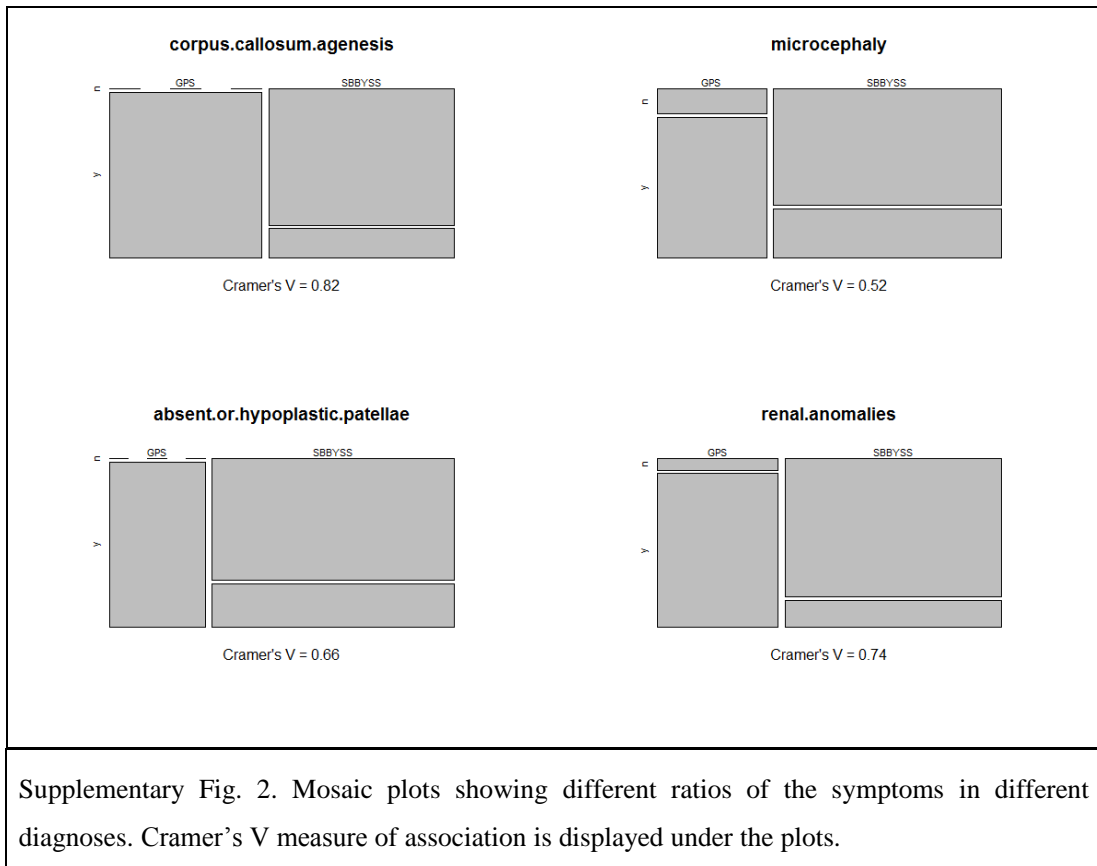 corpus.callosum.agenesis
GPS SBBYSS
n
y
Cramer's V = 0.82
microcephaly
GPS SBBYSS
n
y
Cramer's V = 0.52
absent.or.hypoplastic.patellae
GPS SBBYSS
n
y
Cramer's V = 0.66
renal.anomalies
GPS SBBYSS
n
y
Cramer's V = 0.74
Supplementary Fig. 2. Mosaic plots showing different ratios of the symptoms in different
diagnoses. Cramer’s V measure of association is displayed under the plots.